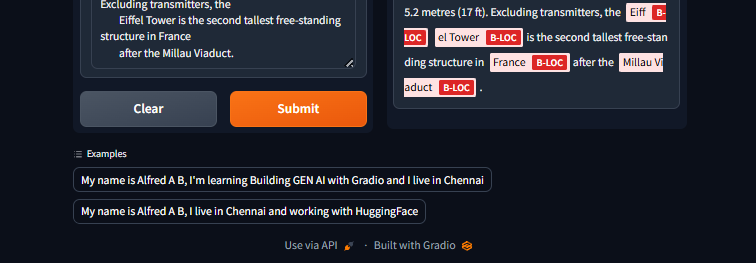 Excluding transmitters, the
Eiffel Tower is the second tallest free-standing
structure in France
after the Millau Viaduct.
Clear
Submit
5.2 metres (17 ft). Excluding transmitters, the Eiff B-
LOC el Tower B-LOC is the second tallest free-stan
ding structure in France B-LOC after the Millau Vi
aduct B-LOC .
Examples
My name is Alfred A B, I'm learning Building GEN AI with Gradio and I live in Chennai
My name is Alfred A B, I live in Chennai and working with HuggingFace
Use via API · Built with Gradio